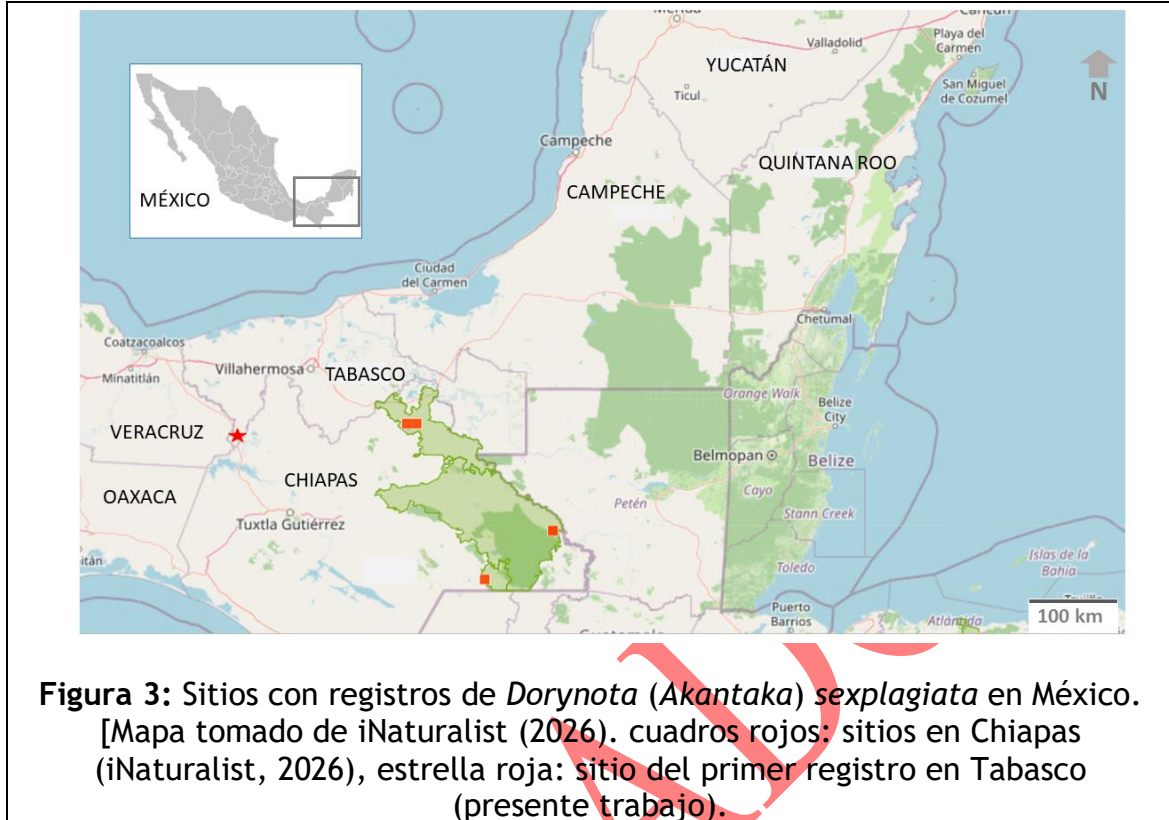 Cancún
Valladolid
Playa del
Carmen
YUCATÁN
San Miguel
de Cozumel
N
Ticul
Campeche
QUINTANA ROO
CAMPECHE
MÉXICO
Ciudad
del Carmen
Chetumal
Coatzacoalcos
Minatitlán
Villahermosa
TABASCO
Orange Walk
Belize
City
VERACRUZ
Belmopan
Belize
CHIAPAS
OAXACA
Petén
Cayo
Stann Creek
Tuxtla Gutiérrez
itán
Toledo
Islas de la
Bahía
Puerto
Barrios
Atlántida
100 km
Figura 3: Sitios con registros de Dorynota (Akantaka) sexplagiata en México.
[Mapa tomado de iNaturalist (2026). cuadros rojos: sitios en Chiapas
(iNaturalist, 2026), estrella roja: sitio del primer registro en Tabasco
(presente trabajo).